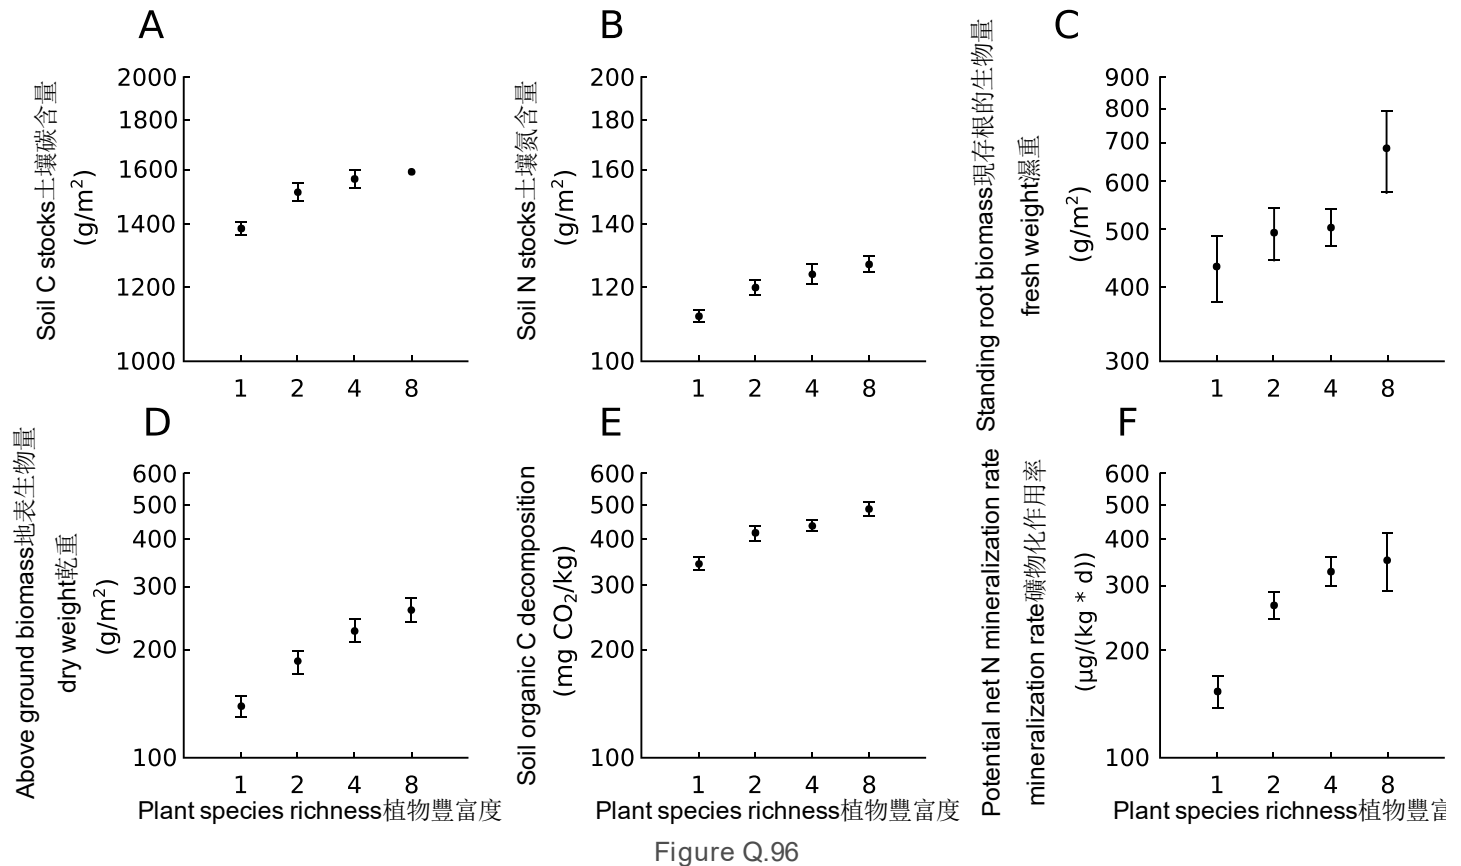 A
Soil C stocks土壤碳含量
(g/m²)
2000
1800
1600
1400
1200
1000
1 2 4 8
B
Soil N stocks土壤氮含量
(g/m²)
200
180
160
140
120
100
1 2 4 8
C
Standing root biomass現存根的生物量
fresh weight濕重
(g/m²)
900
800
700
600
500
400
300
1 2 4 8
D
Above ground biomass地表生物量
dry weight乾重
(g/m²)
600
500
400
300
200
100
1 2 4 8
Plant species richness植物豐富度
E
Soil organic C decomposition
(mg CO₂/kg)
600
500
400
300
200
100
1 2 4 8
Plant species richness植物豐富度
F
Potential net N mineralization rate
mineralization rate礦物化作用率
(µg/(kg * d))
600
500
400
300
200
100
1 2 4 8
Plant species richness植物豐富
Figure Q.96